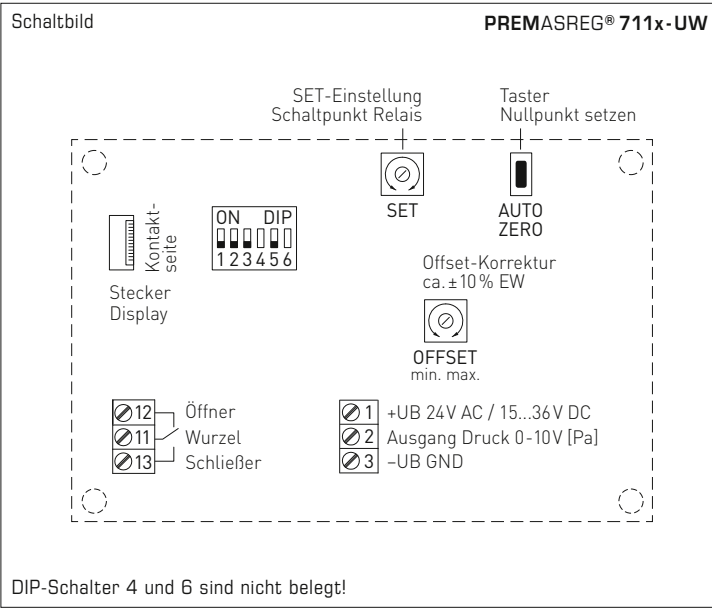 Schaltbild
PREMASREG® 711x-UW
SET-Einstellung
Schaltpunkt Relais
Taster
Nullpunkt setzen
SET
AUTO
ZERO
Kontakt-
seite
ON DIP
1 2 3 4 5 6
Stecker
Display
Offset-Korrektur
ca. ± 10 % EW
OFFSET
min. max.
12 Öffner
11 Wurzel
13 Schließer
1 +UB 24 V AC / 15...36 V DC
2 Ausgang Druck 0-10 V [Pa]
3 –UB GND
DIP-Schalter 4 und 6 sind nicht belegt!